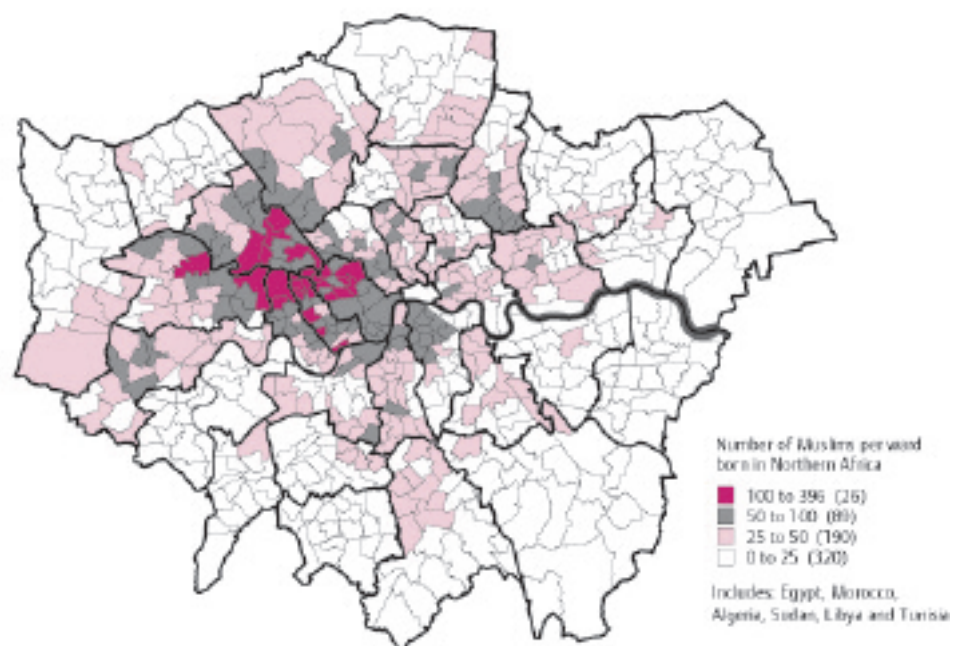 Number of Muslims per ward
born in Northern Africa
100 to 396 (26)
50 to 100 (89)
25 to 50 (190)
0 to 25 (320)
Includes: Egypt, Morocco,
Algeria, Sudan, Libya and Tunisia